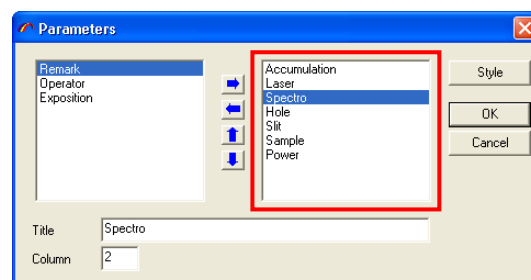 Parameters
Remark
Operator
Exposition
Accumulation
Laser
Spectro
Hole
Slit
Sample
Power
Style
OK
Cancel
Title Spectro
Column 2